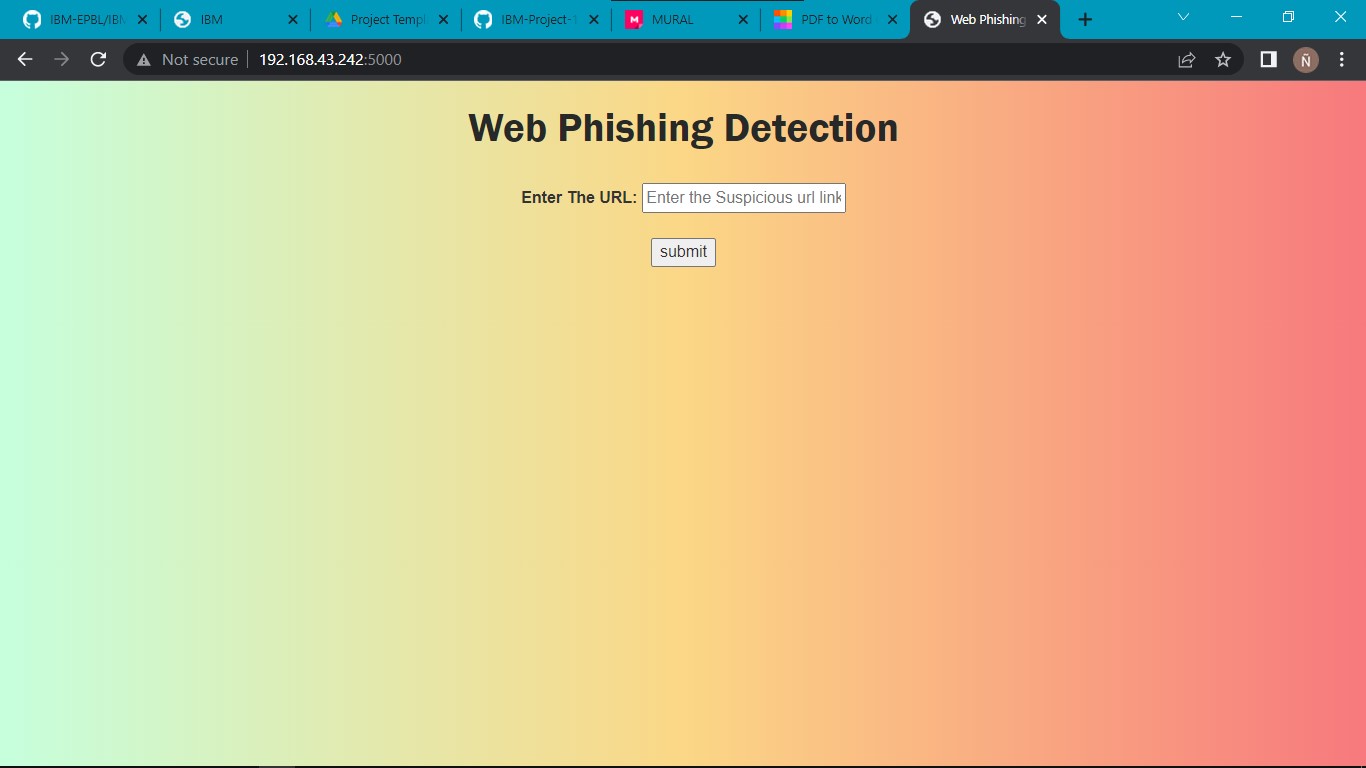 IBM-EPBL/IBM
IBM
Project Templ
IBM-Project-1
MURAL
PDF to Word
Web Phishing
Not secure
192.168.43.242:5000
Ñ
Web Phishing Detection
Enter The URL: Enter the Suspicious url link
submit